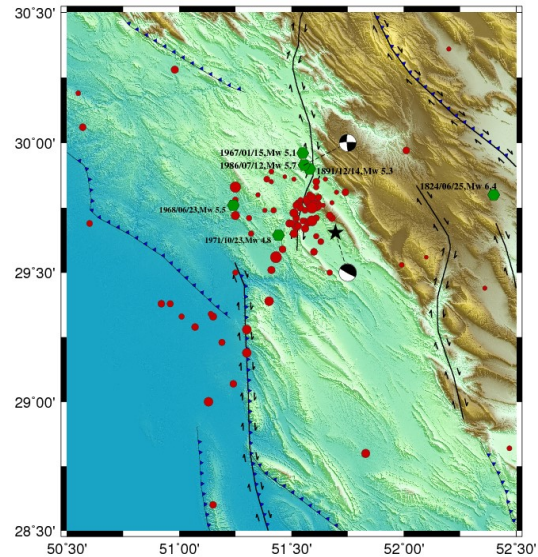 30°30'
30°00'
1967/01/15,Mw 5.1
1986/07/12,Mw 5.7
1891/12/14,Mw 5.3
1824/06/25,Mw 6.4
1968/06/23,Mw 5.5
1971/10/23,Mw 4.8
29°30'
29°00'
28°30'
50°30' 51°00' 51°30' 52°00' 52°30'